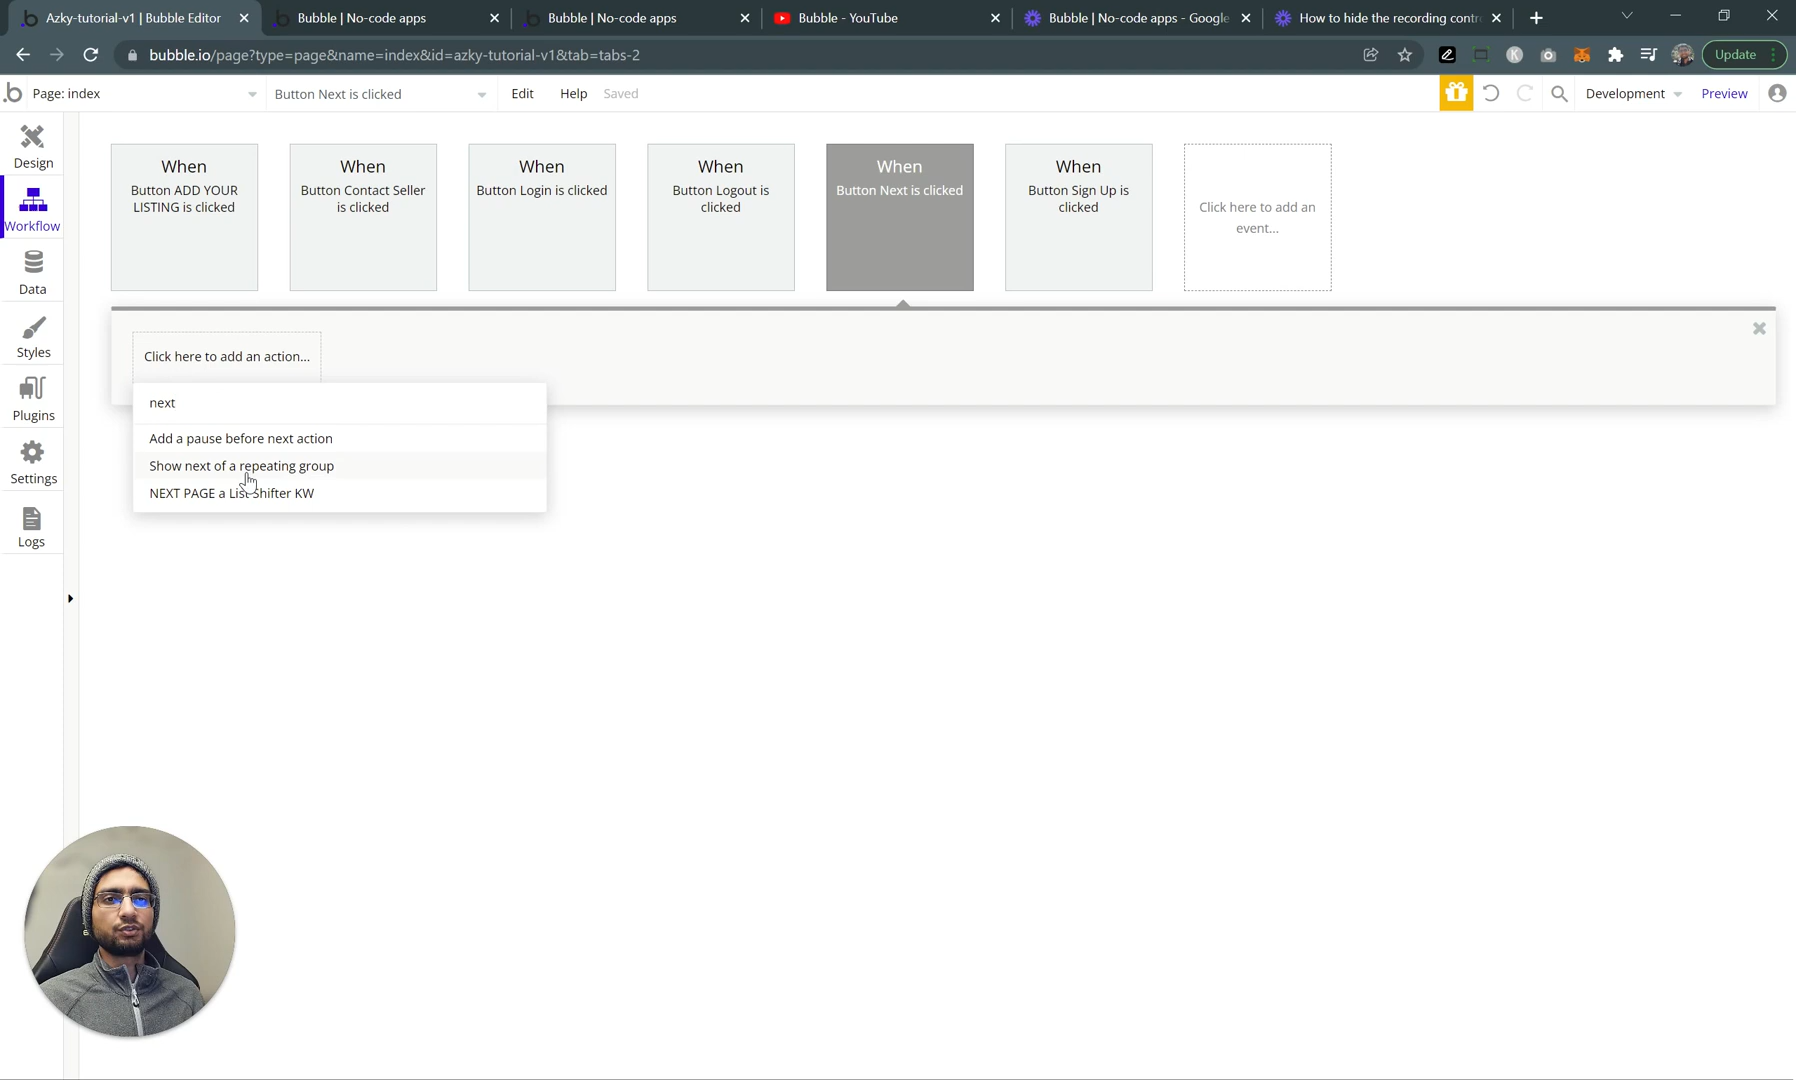 Azky-tutorial-v1 | Bubble Editor
Bubble | No-code apps
Bubble | No-code apps
Bubble - YouTube
Bubble | No-code apps - Google
How to hide the recording contr
bubble.io/page?type=page&name=index&id=azky-tutorial-v1&tab=tabs-2
Update
Page: index
Button Next is clicked
Edit
Help
Saved
Development
Preview
Design
Workflow
Data
Styles
Plugins
Settings
Logs
When
Button ADD YOUR
LISTING is clicked
When
Button Contact Seller
is clicked
When
Button Login is clicked
When
Button Logout is
clicked
When
Button Next is clicked
When
Button Sign Up is
clicked
Click here to add an
event...
Click here to add an action...
next
Add a pause before next action
Show next of a repeating group
NEXT PAGE a List Shifter KW